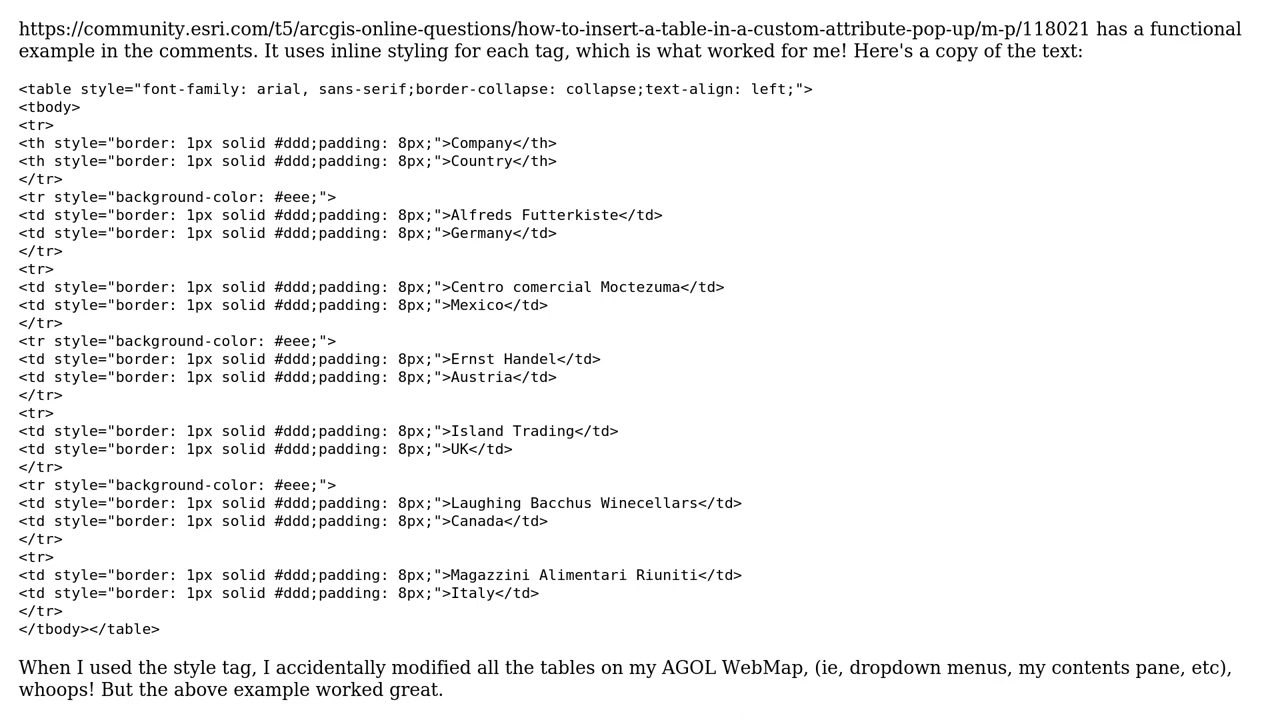 https://community.esri.com/t5/arcgis-online-questions/how-to-insert-a-table-in-a-custom-attribute-pop-up/m-p/118021 has a functional
example in the comments. It uses inline styling for each tag, which is what worked for me! Here's a copy of the text:
<table style="font-family: arial, sans-serif;border-collapse: collapse;text-align: left;">
<tbody>
<tr>
<th style="border: 1px solid #ddd;padding: 8px;">Company</th>
<th style="border: 1px solid #ddd;padding: 8px;">Country</th>
</tr>
<tr style="background-color: #eee;">
<td style="border: 1px solid #ddd;padding: 8px;">Alfreds Futterkiste</td>
<td style="border: 1px solid #ddd;padding: 8px;">Germany</td>
</tr>
<tr>
<td style="border: 1px solid #ddd;padding: 8px;">Centro comercial Moctezuma</td>
<td style="border: 1px solid #ddd;padding: 8px;">Mexico</td>
</tr>
<tr style="background-color: #eee;">
<td style="border: 1px solid #ddd;padding: 8px;">Ernst Handel</td>
<td style="border: 1px solid #ddd;padding: 8px;">Austria</td>
</tr>
<tr>
<td style="border: 1px solid #ddd;padding: 8px;">Island Trading</td>
<td style="border: 1px solid #ddd;padding: 8px;">UK</td>
</tr>
<tr style="background-color: #eee;">
<td style="border: 1px solid #ddd;padding: 8px;">Laughing Bacchus Winecellars</td>
<td style="border: 1px solid #ddd;padding: 8px;">Canada</td>
</tr>
<tr>
<td style="border: 1px solid #ddd;padding: 8px;">Magazzini Alimentari Riuniti</td>
<td style="border: 1px solid #ddd;padding: 8px;">Italy</td>
</tr>
</tbody></table>
When I used the style tag, I accidentally modified all the tables on my AGOL WebMap, (ie, dropdown menus, my contents pane, etc),
whoops! But the above example worked great.